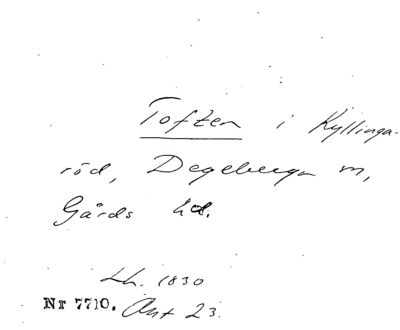 Toften i Kyllinga-
röd, Degeberga m,
Gärds hd.
Lh. 1830
Nr 7710. Akt 23.